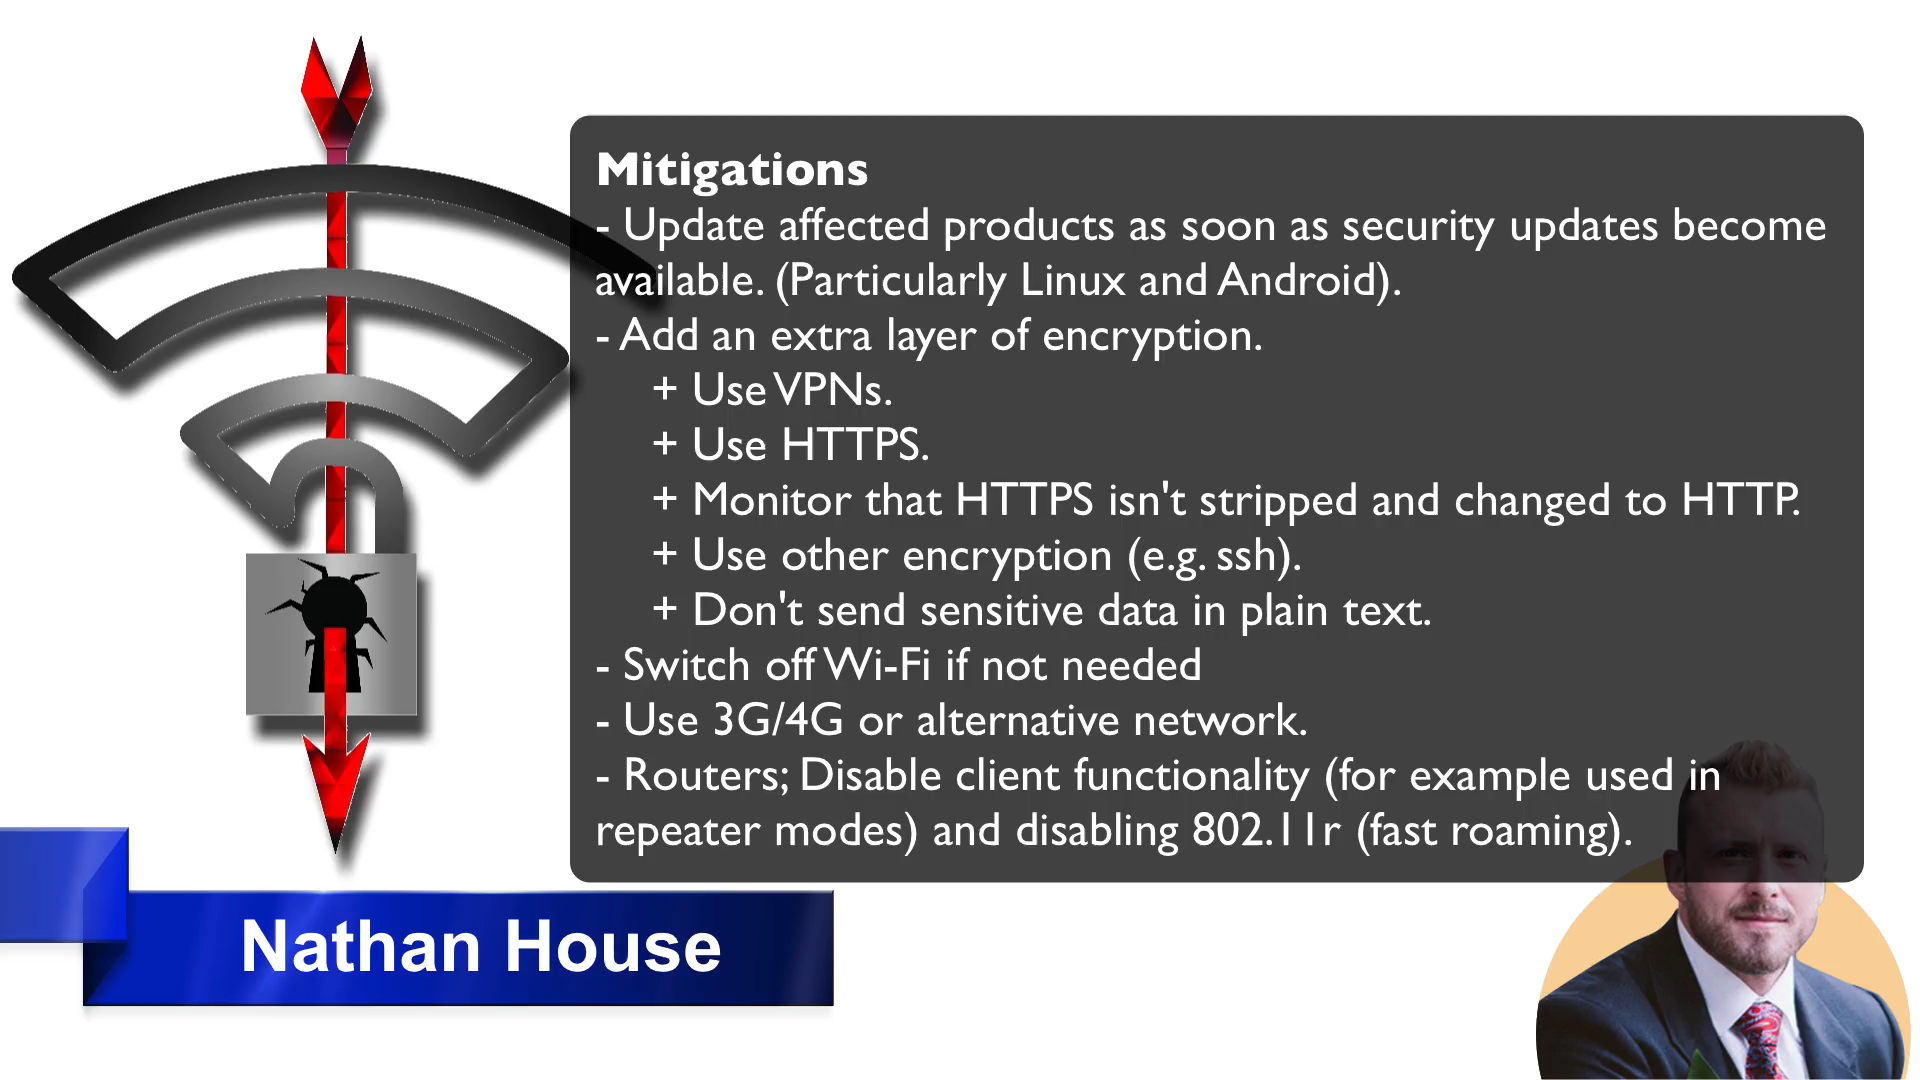 Mitigations
- Update affected products as soon as security updates become
available. (Particularly Linux and Android).
- Add an extra layer of encryption.
+ Use VPNs.
+ Use HTTPS.
+ Monitor that HTTPS isn't stripped and changed to HTTP.
+ Use other encryption (e.g. ssh).
+ Don't send sensitive data in plain text.
- Switch off Wi-Fi if not needed
- Use 3G/4G or alternative network.
- Routers; Disable client functionality (for example used in
repeater modes) and disabling 802.11r (fast roaming).
Nathan House